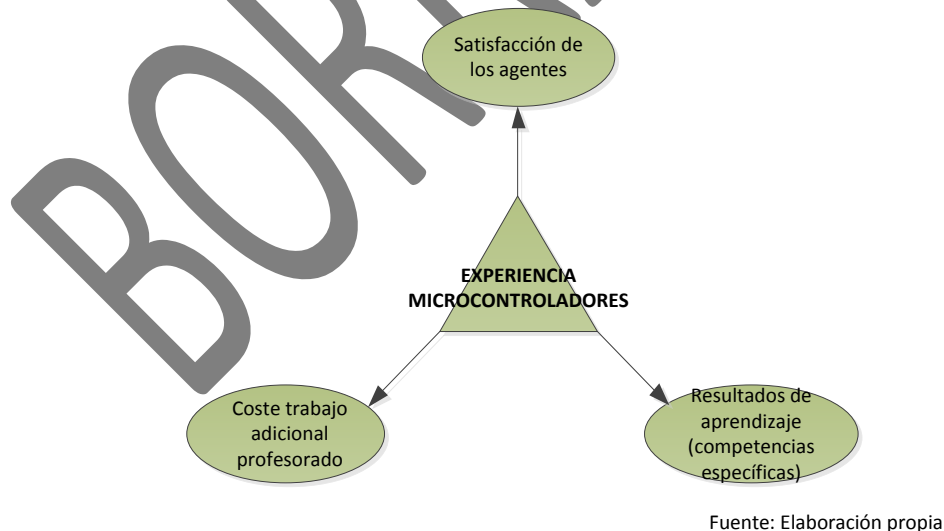 Satisfacción de
los agentes
EXPERIENCIA
MICROCONTROLADORES
Coste trabajo
adicional
profesorado
Resultados de
aprendizaje
(competencias
específicas)
Fuente: Elaboración propia